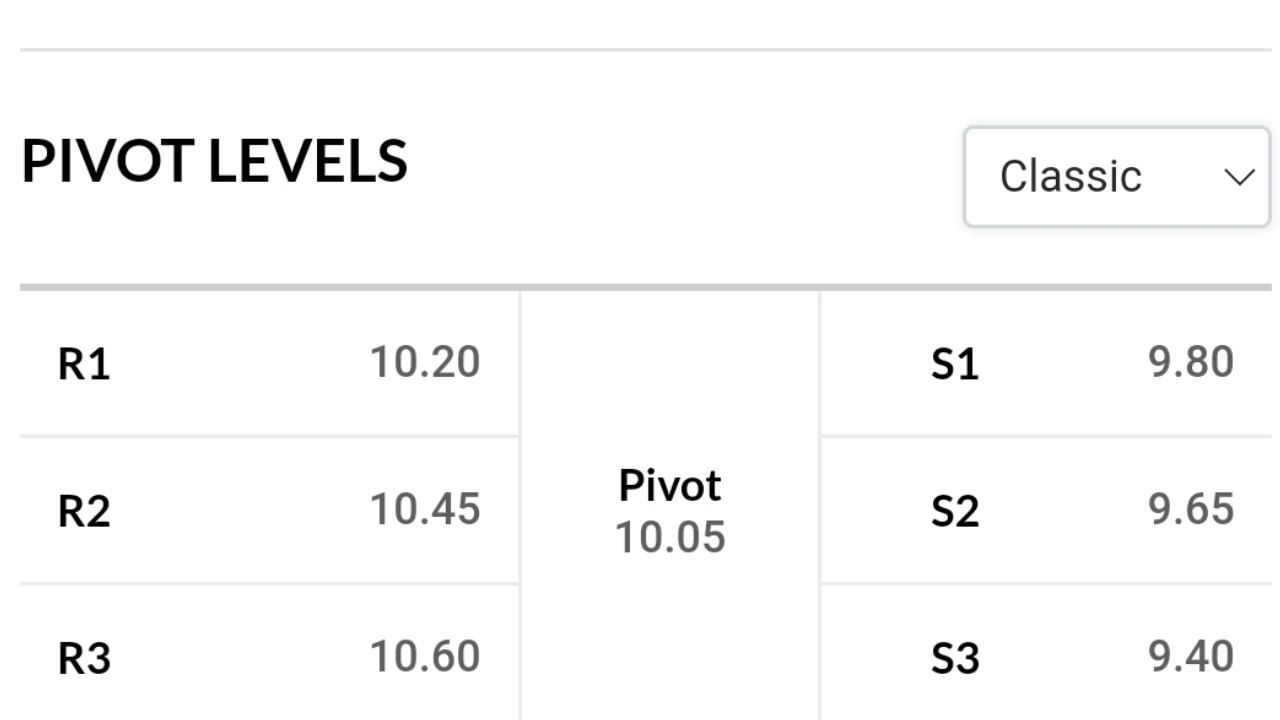 PIVOT LEVELS
Classic
R1 10.20
S1 9.80
R2 10.45
Pivot
10.05
S2 9.65
R3 10.60
S3 9.40